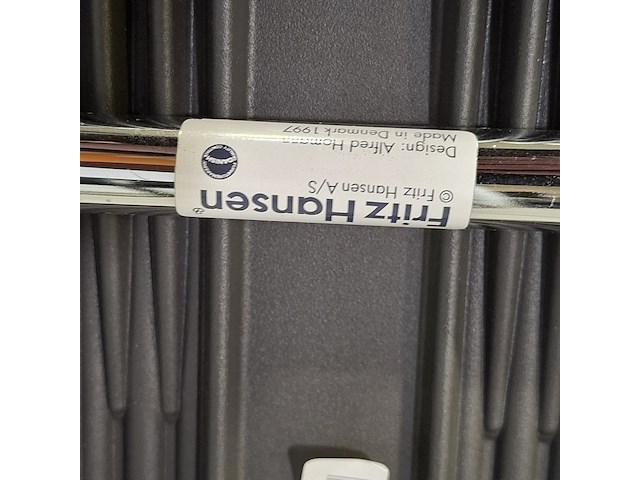 Fritz Hansen®
© Fritz Hansen A/S
Design: Alfred Homann
Made in Denmark 1997